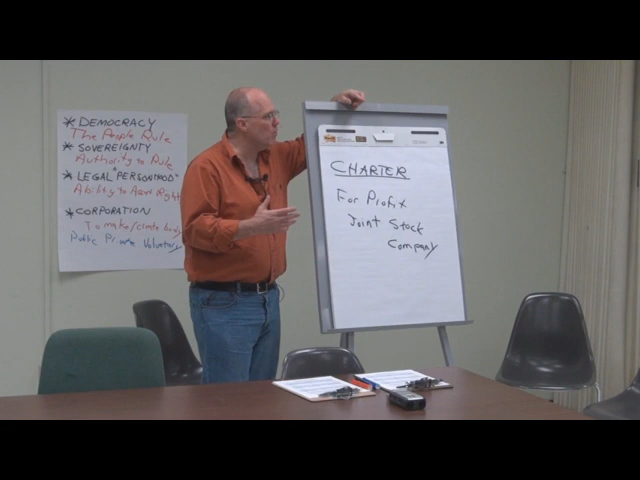 * DEMOCRACY
The People Rule
* SOVEREIGNTY
Authority to Rule
* LEGAL "PERSONHOOD"
Ability to Assert Right
* CORPORATION
To make/create body
Public Private Voluntary
CHARTER
For Profit
Joint Stock
Company